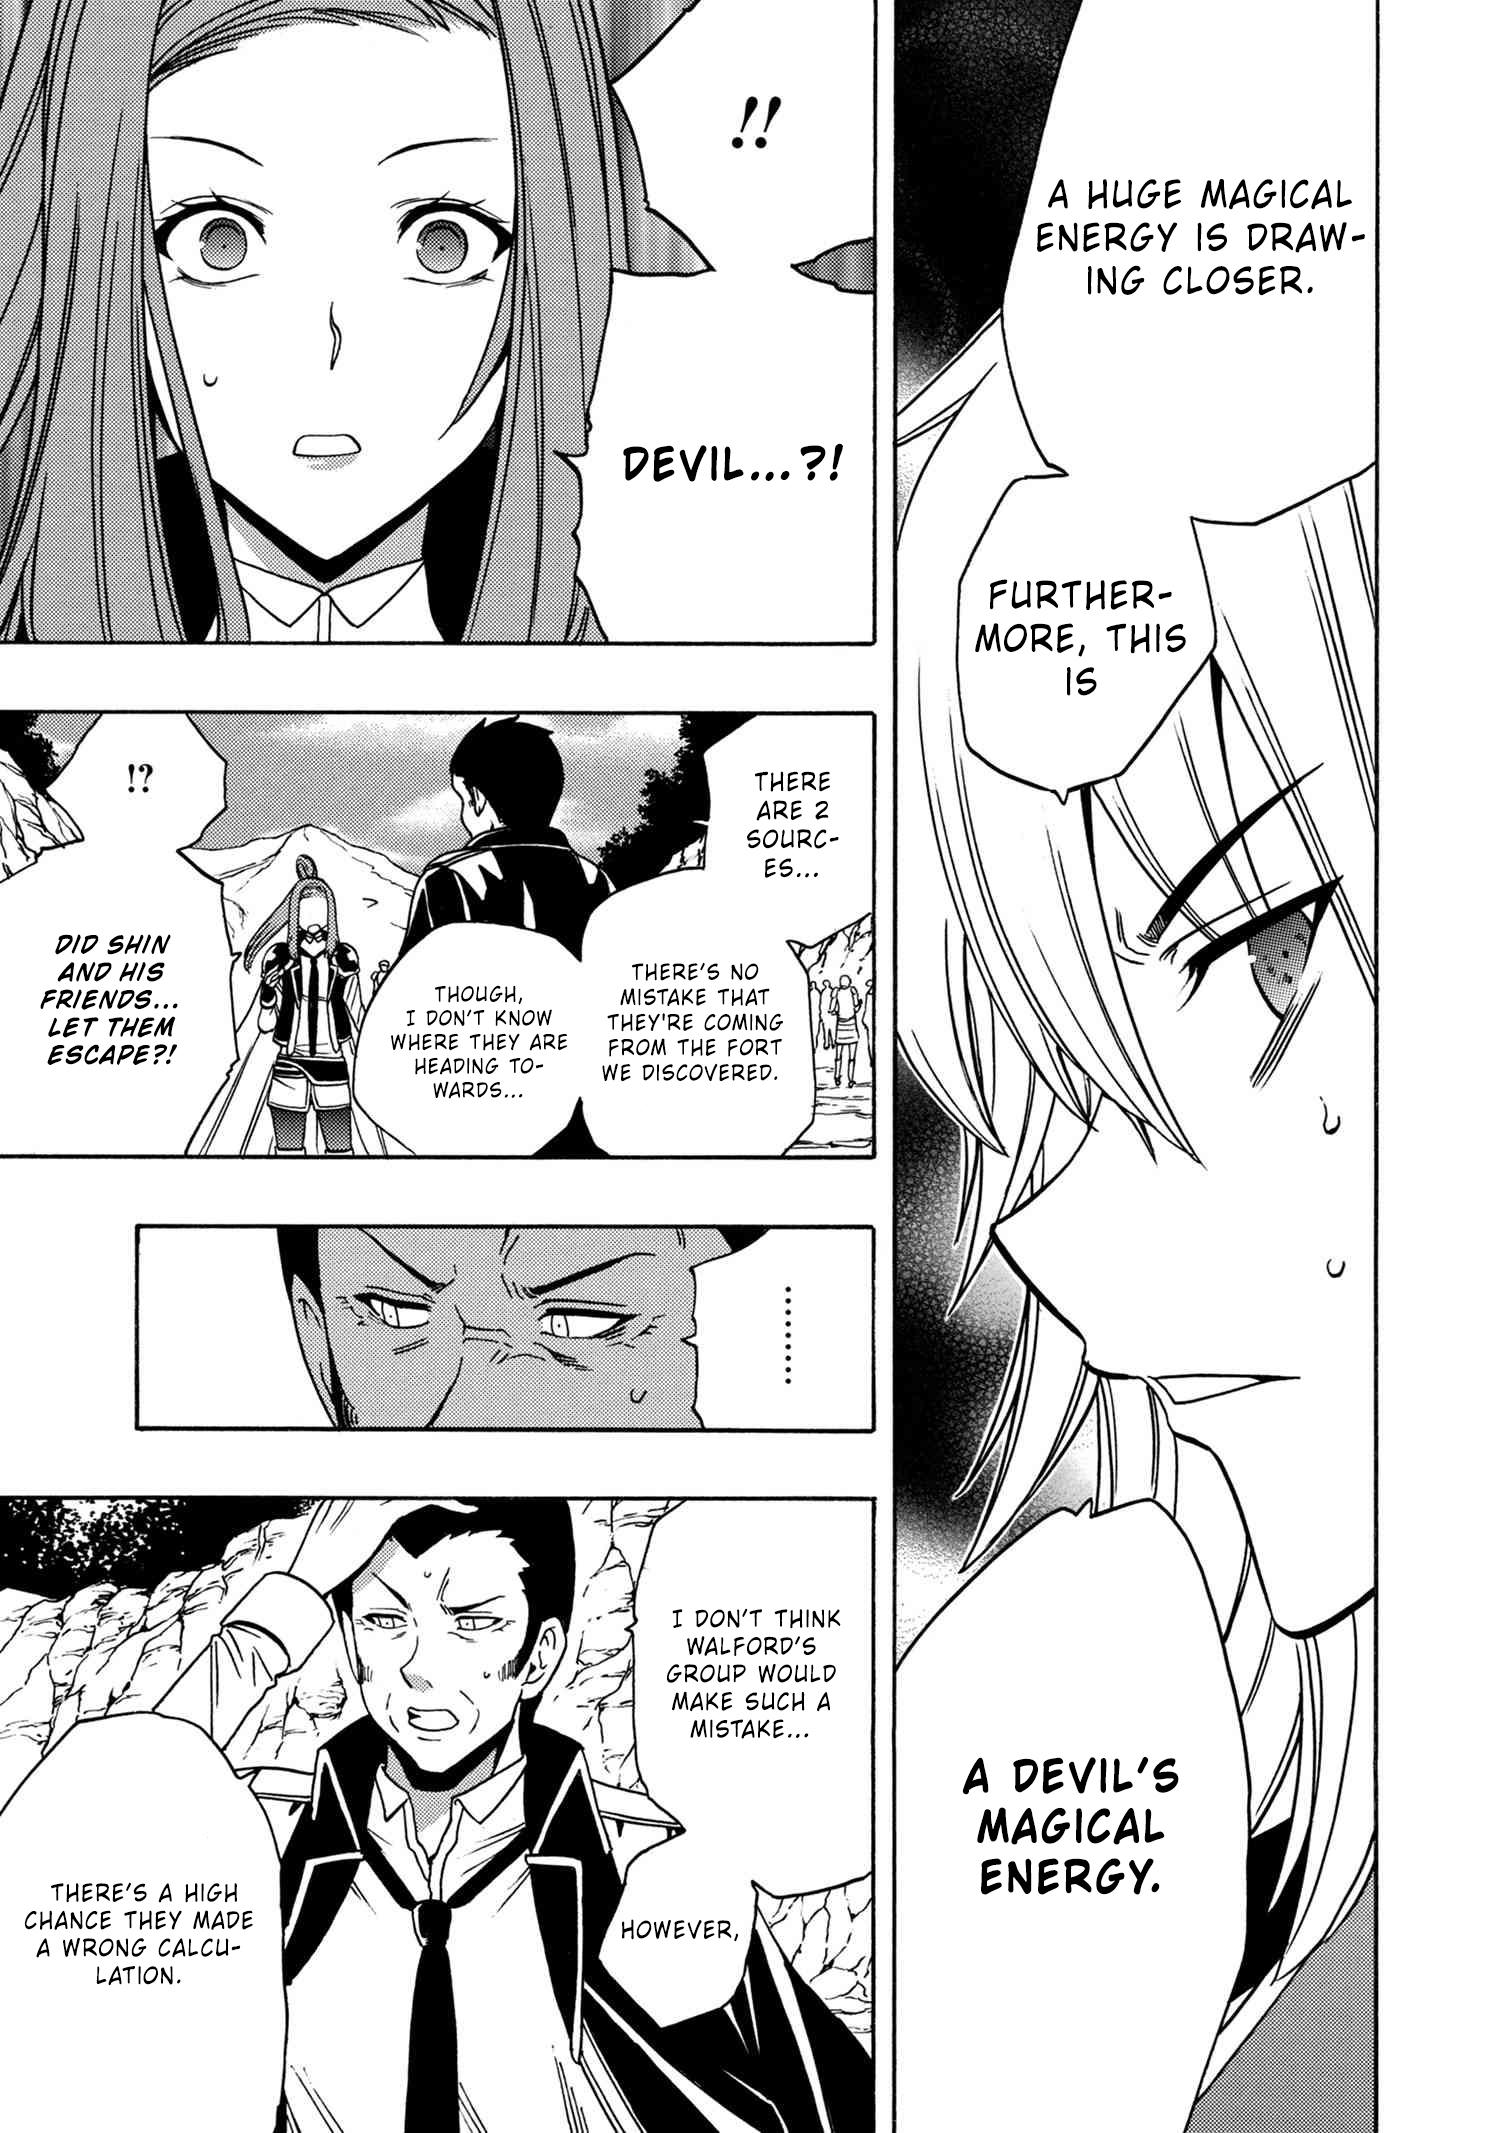 A HUGE MAGICAL
ENERGY IS DRAW-
ING CLOSER.
FURTHER-
MORE, THIS
IS
A DEVIL'S
MAGICAL
ENERGY.
!!
DEVIL...?!
THERE
ARE 2
SOURC-
ES...
THERE'S NO
MISTAKE THAT
THEY'RE COMING
FROM THE FORT
WE DISCOVERED.
THOUGH,
I DON'T KNOW
WHERE THEY ARE
HEADING TO-
WARDS...
!?
DID SHIN
AND HIS
FRIENDS...
LET THEM
ESCAPE?!
.........
I DON'T THINK
WALFORD'S
GROUP WOULD
MAKE SUCH A
MISTAKE...
HOWEVER,
THERE'S A HIGH
CHANCE THEY MADE
A WRONG CALCU-
LATION.